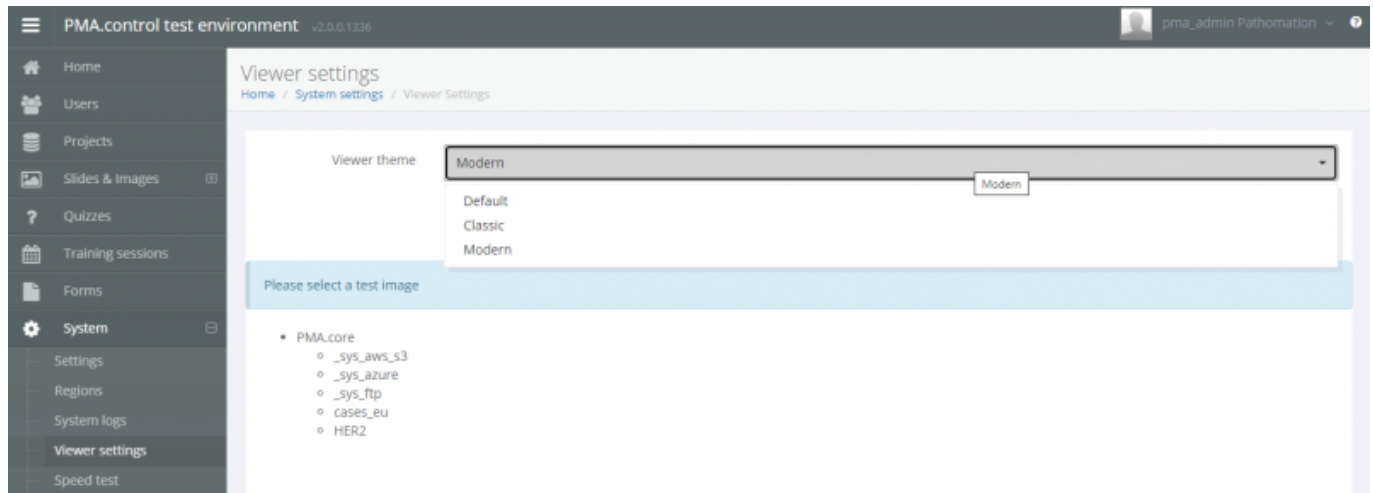 PMA.control test environment v2.0.0.1336
pma_admin Pathomation
Home
Users
Projects
Slides & Images
Quizzes
Training sessions
Forms
System
Settings
Regions
System logs
Viewer settings
Speed test
Viewer settings
Home / System settings / Viewer Settings
Viewer theme
Modern
Modern
Default
Classic
Modern
Please select a test image
PMA.core
_sys_aws_s3
_sys_azure
_sys_ftp
cases_eu
HER2